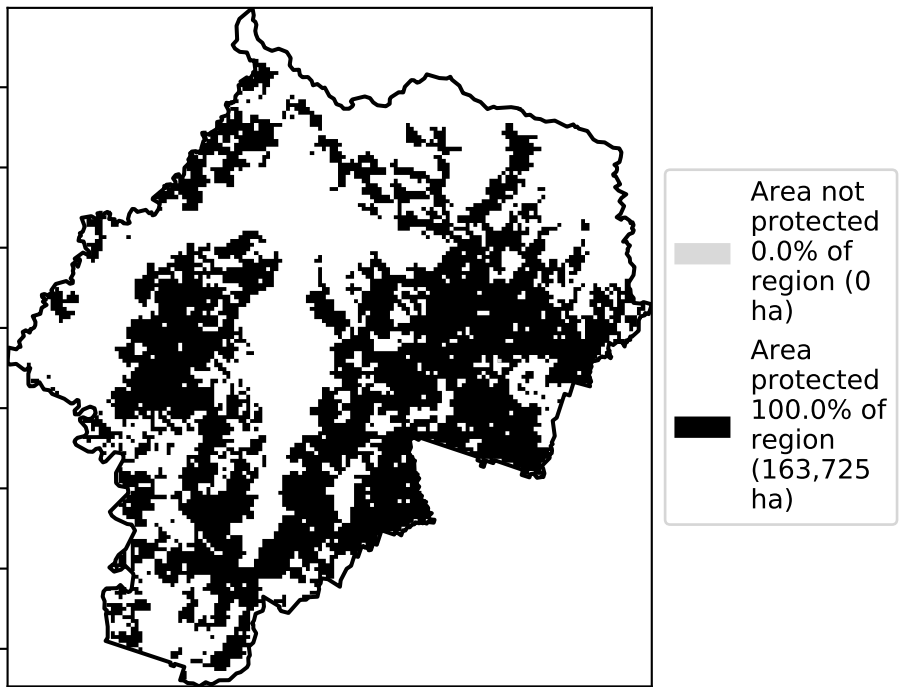 Area not
protected
0.0% of
region (0
ha)
Area
protected
100.0% of
region
(163,725
ha)